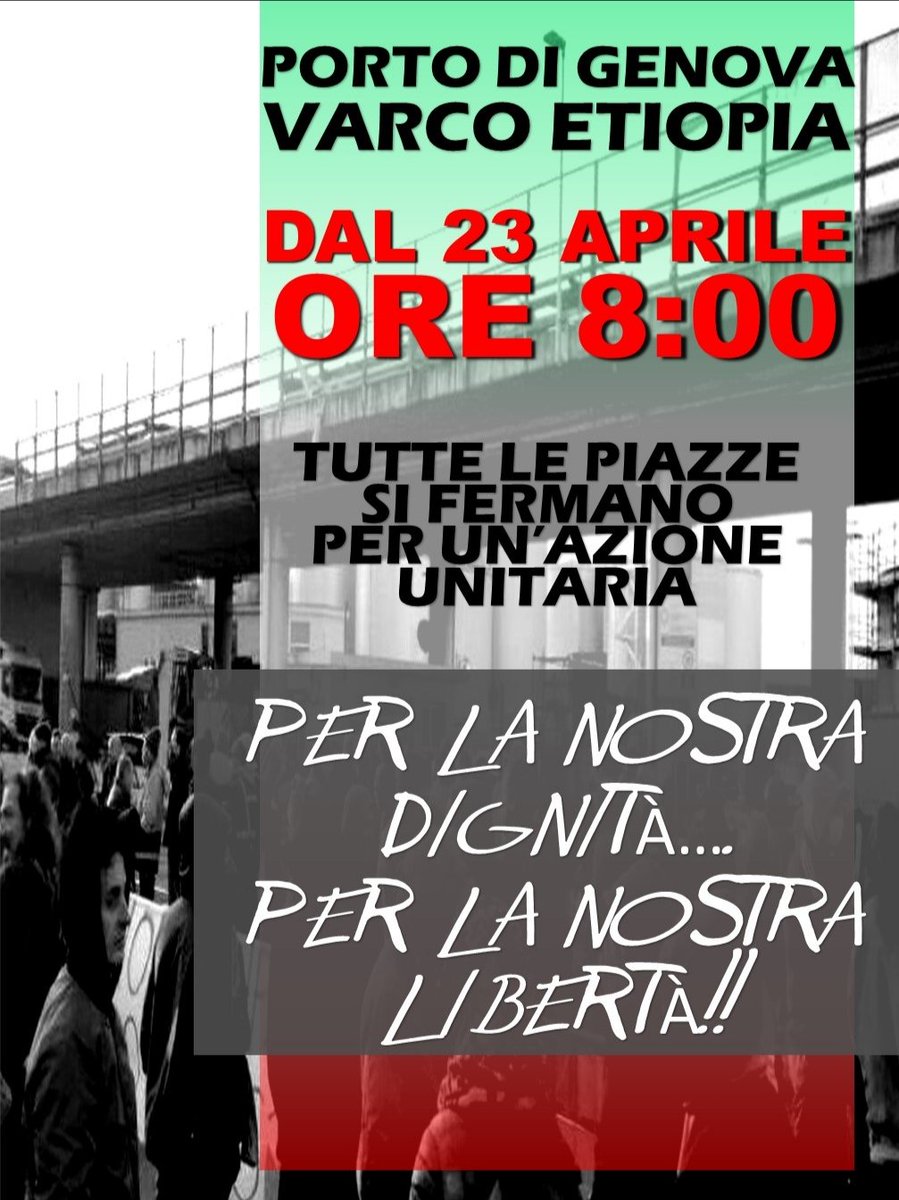 PORTO DI GENOVA
VARCO ETIOPIA
DAL 23 APRILE
ORE 8:00
TUTTE LE PIAZZE
SI FERMANO
PER UN'AZIONE
UNITARIA
PER LA NOSTRA
DIGNITÀ....
PER LA NOSTRA
LIBERTÀ!!